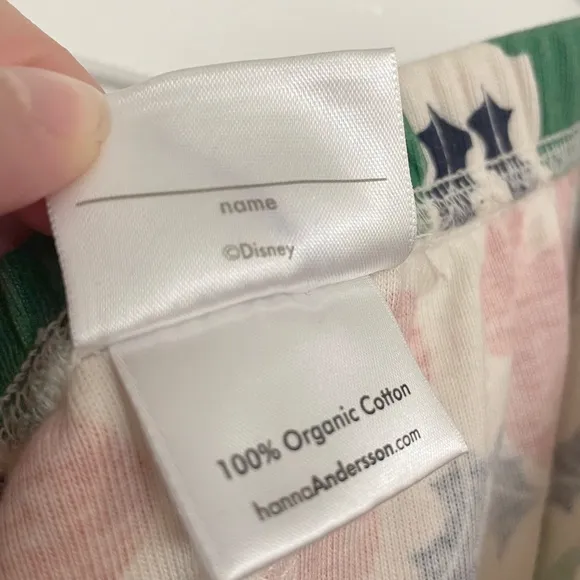 name
©Disney
100% Organic Cotton
hannaAndersson.com